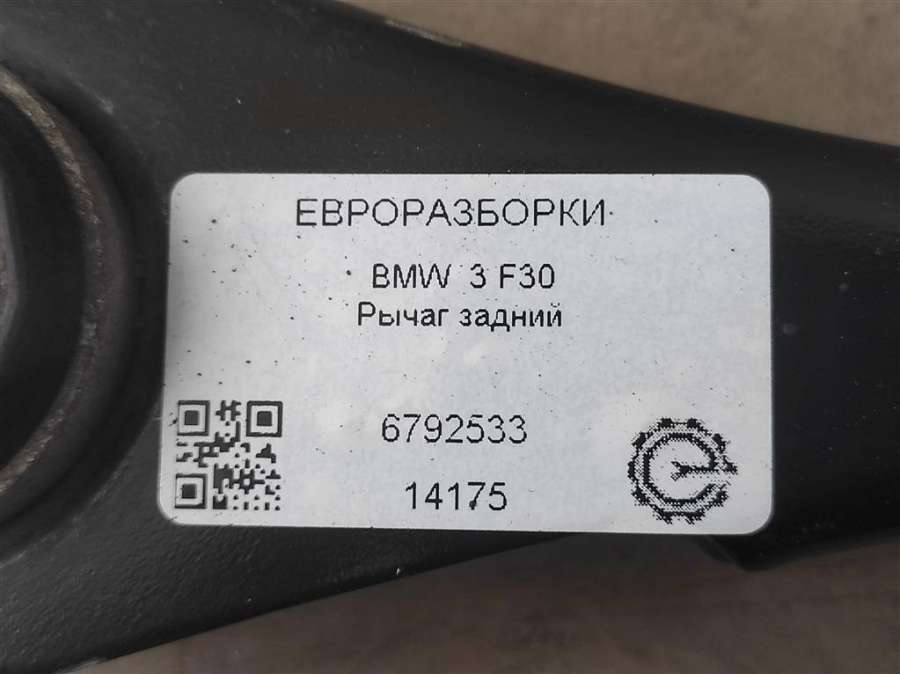 ЕВРОРАЗБОРКИ
BMW 3 F30
Рычаг задний
6792533
14175